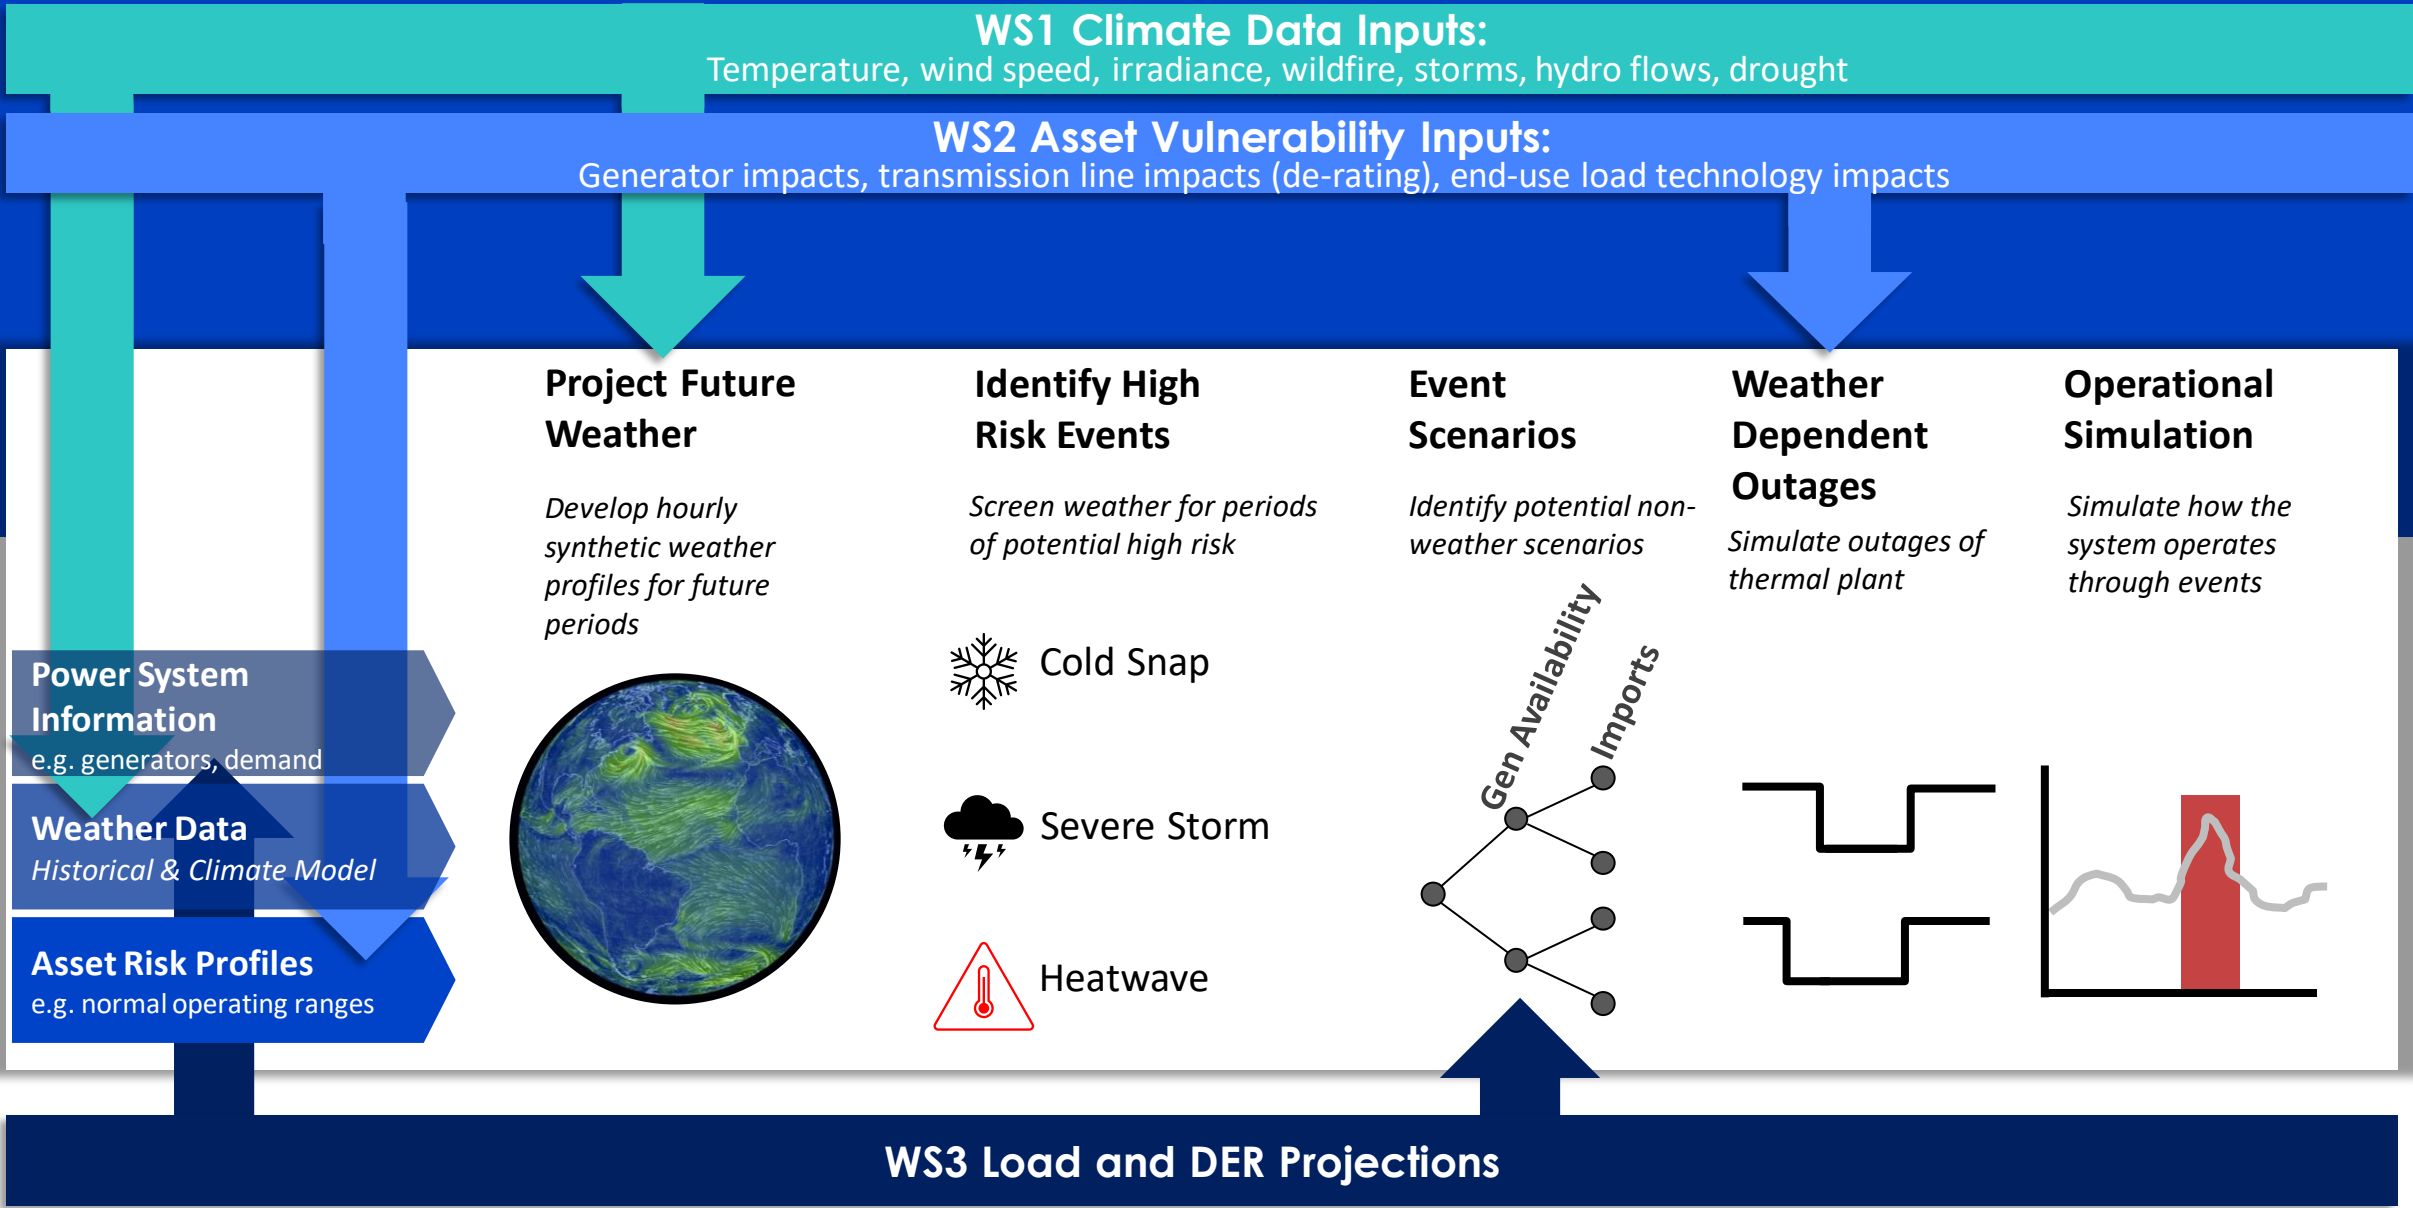 WS1 Climate Data Inputs:
Temperature, wind speed, irradiance, wildfire, storms, hydro flows, drought
WS2 Asset Vulnerability Inputs:
Generator impacts, transmission line impacts (de-rating), end-use load technology impacts
Power System
Information
e.g. generators, demand
Weather Data
Historical & Climate Model
Asset Risk Profiles
e.g. normal operating ranges
Project Future
Weather
Develop hourly
synthetic weather
profiles for future
periods
Identify High
Risk Events
Screen weather for periods
of potential high risk
Cold Snap
Severe Storm
Heatwave
Event
Scenarios
Identify potential non-
weather scenarios
Gen Availability
Imports
Weather
Dependent
Outages
Simulate outages of
thermal plant
Operational
Simulation
Simulate how the
system operates
through events
WS3 Load and DER Projections